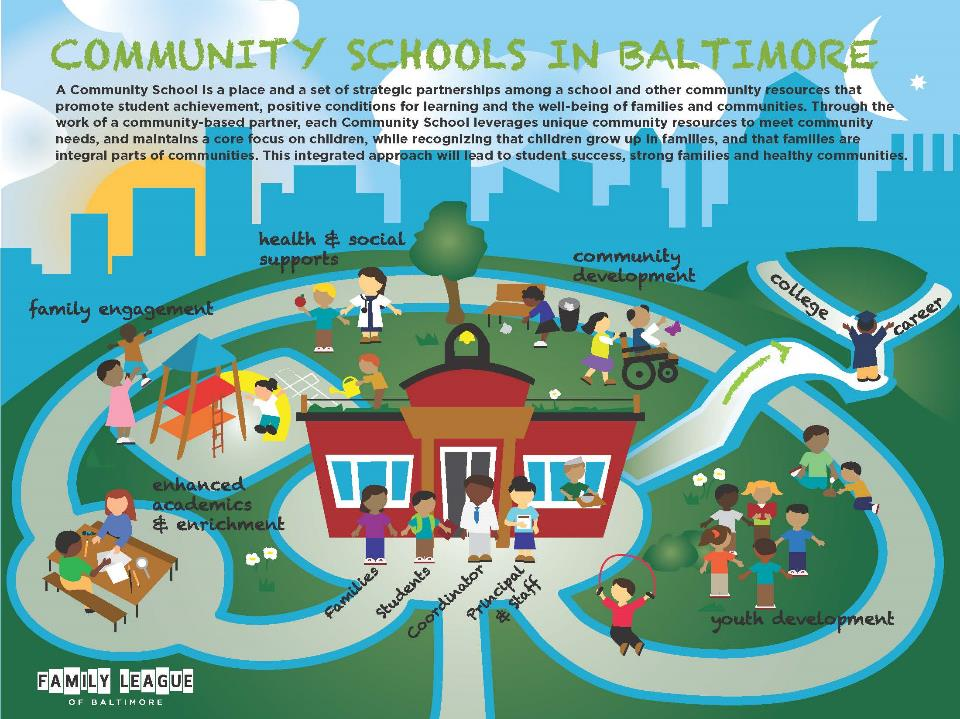 COMMUNITY SCHOOLS IN BALTIMORE
A Community School is a place and a set of strategic partnerships among a school and other community resources that
promote student achievement, positive conditions for learning and the well-being of families and communities. Through the
work of a community-based partner, each Community School leverages unique community resources to meet community
needs, and maintains a core focus on children, while recognizing that children grow up in families, and that families are
integral parts of communities. This integrated approach will lead to student success, strong families and healthy communities.
health & social
supports
community
development
family engagement
college
career
enhanced
academics
& enrichment
Families
Students
Coordinator
Principal
& Staff
youth development
FAMILY LEAGUE
OF BALTIMORE